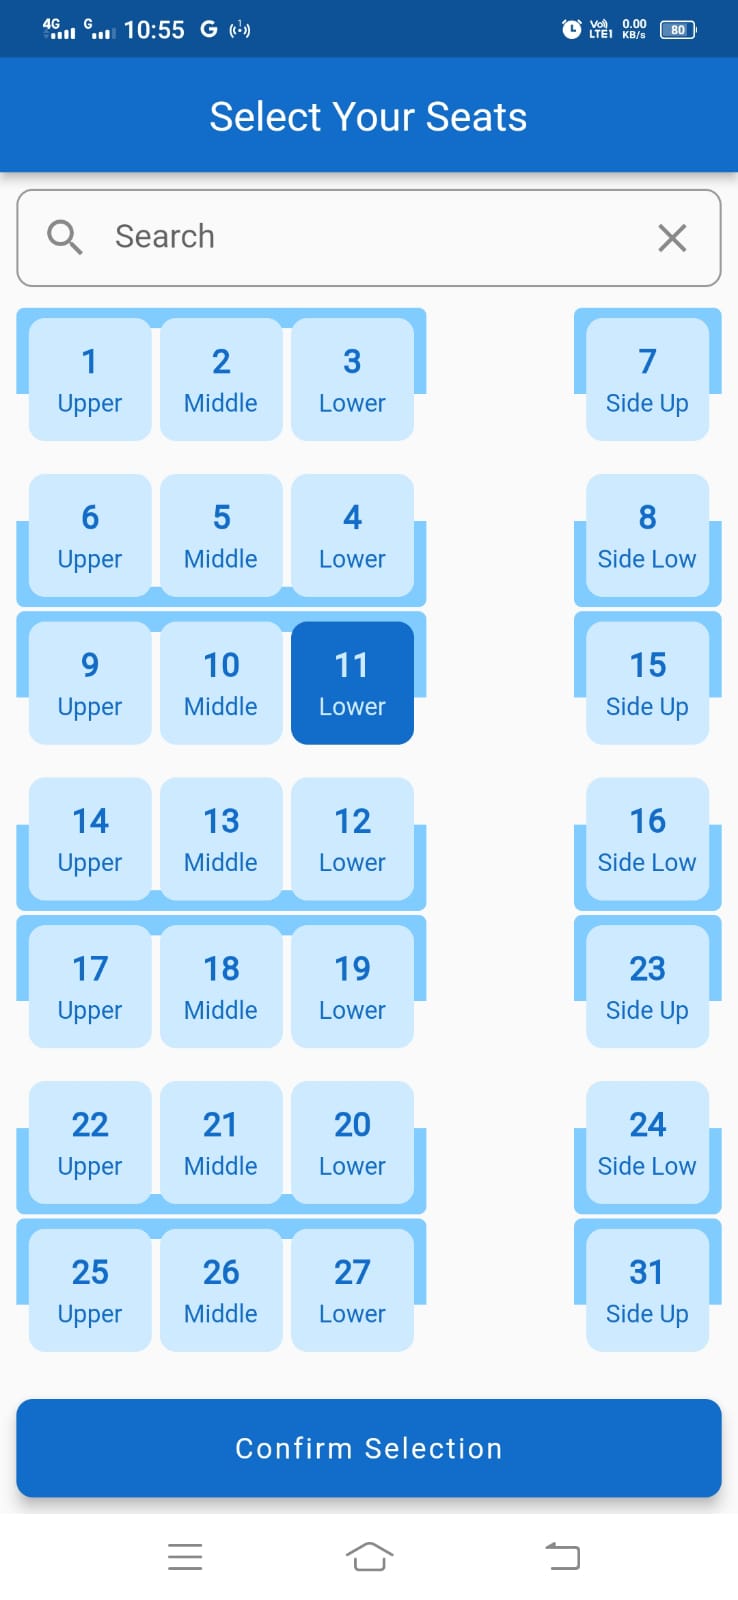 4G G 10:55 G Vo) LTE1 0.00 KB/s 80
Select Your Seats
Search
1 2 3 7
Upper Middle Lower Side Up
6 5 4 8
Upper Middle Lower Side Low
9 10 11 15
Upper Middle Lower Side Up
14 13 12 16
Upper Middle Lower Side Low
17 18 19 23
Upper Middle Lower Side Up
22 21 20 24
Upper Middle Lower Side Low
25 26 27 31
Upper Middle Lower Side Up
Confirm Selection